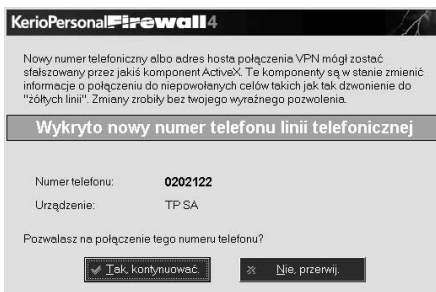 KerioPersonalFirewall4
Nowy numer telefoniczny albo adres hosta połączenia VPN mógł zostać
sfałszowany przez jakiś komponent ActiveX. Te komponenty są w stanie zmienić
informacje o połączeniu do niepowołanych celów takich jak tak dzwonienie do
"żółtych linii". Zmiany zrobiły bez twojego wyraźnego pozwolenia.
Wykryto nowy numer telefonu linii telefonicznej
Numer telefonu: 0202122
Urządzenie: TP SA
Pozwalasz na połączenie tego numeru telefonu?
Tak, kontynuować. Nie, przerwij.